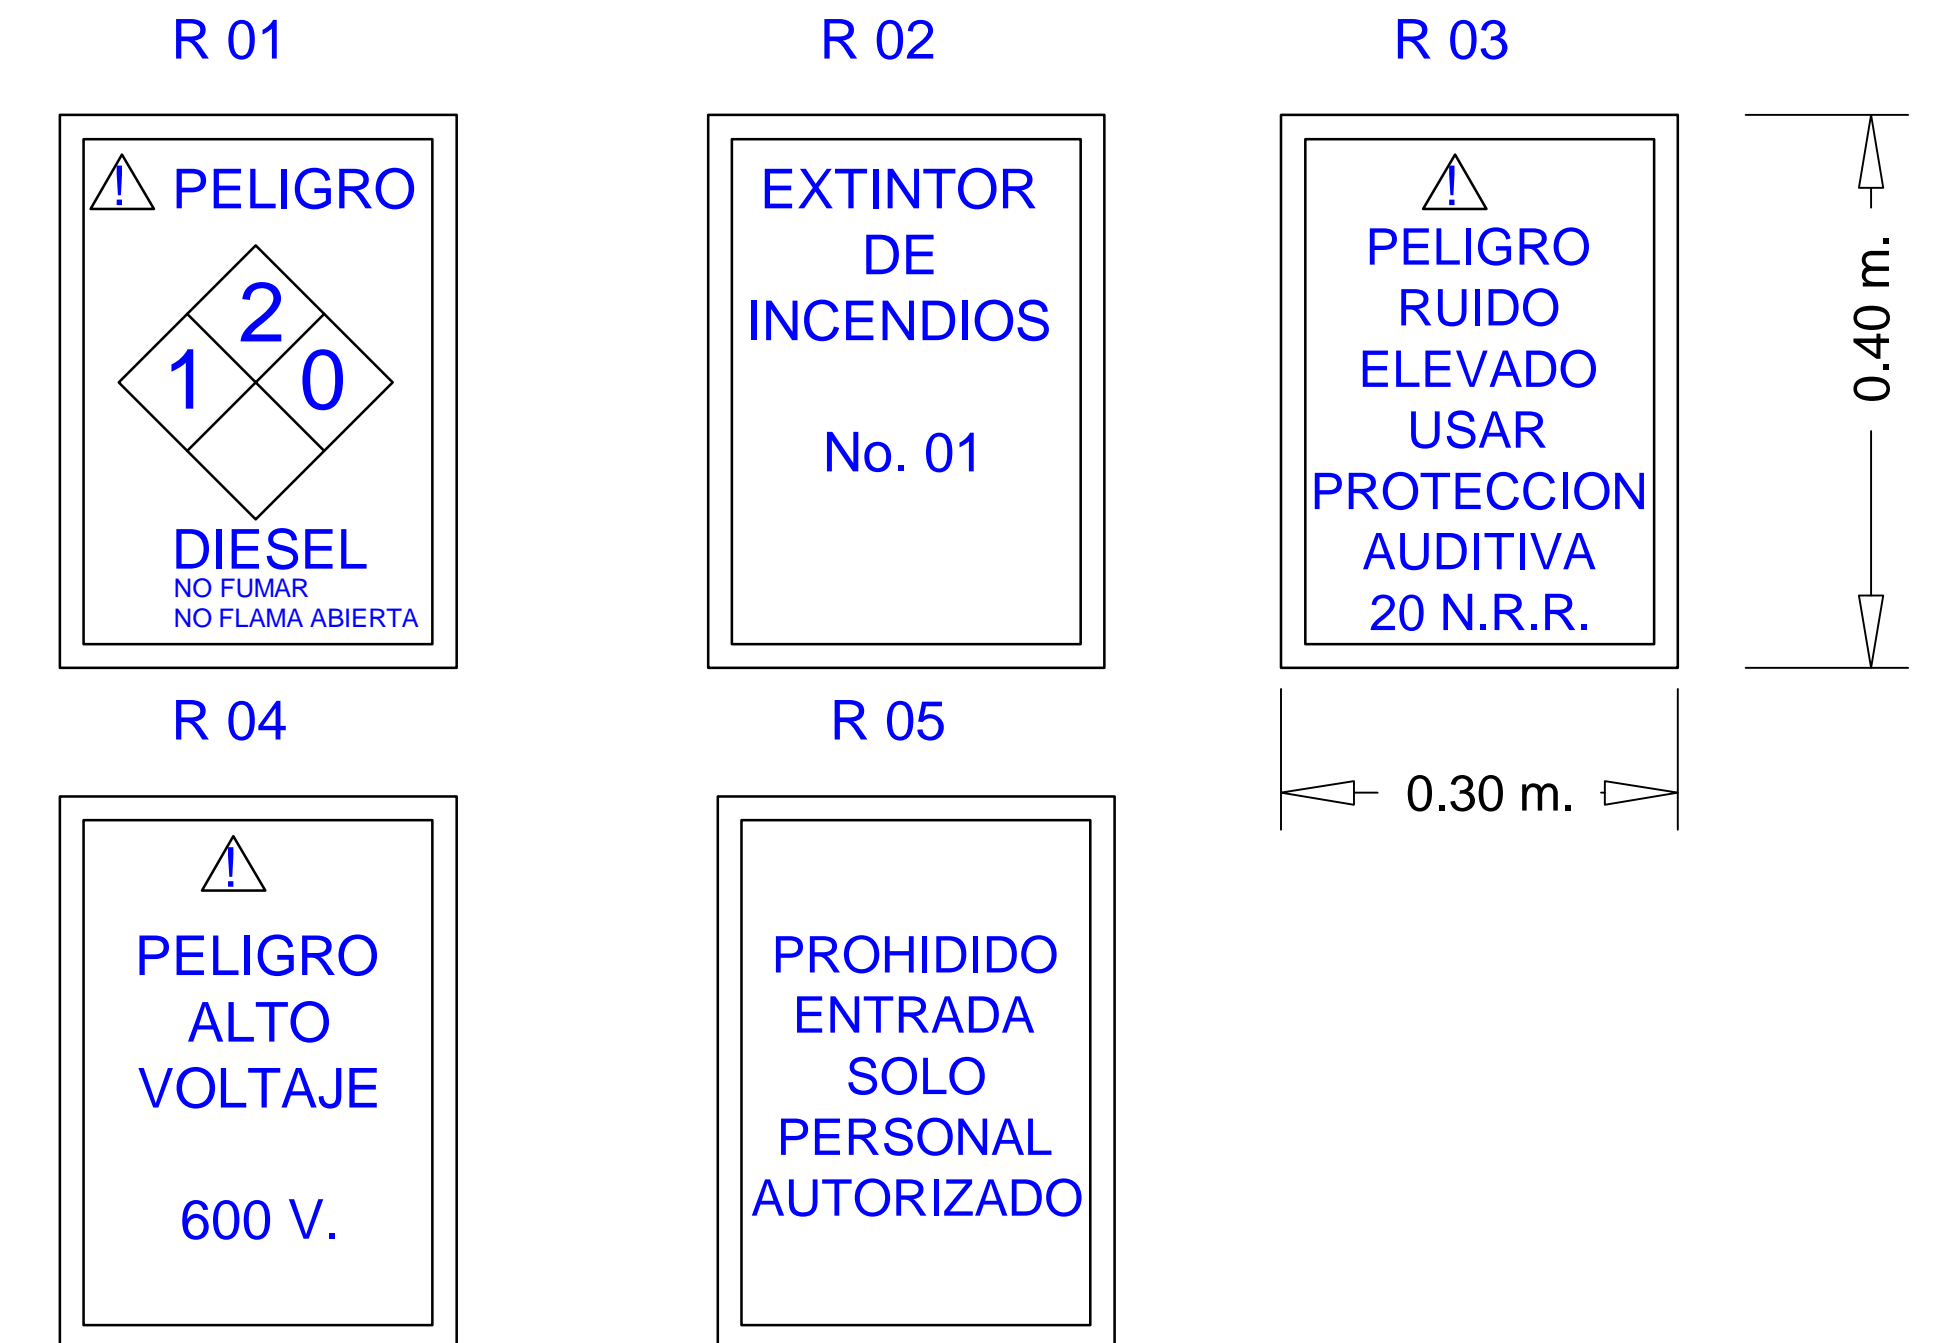 R 01
! PELIGRO
2
1 0
DIESEL
NO FUMAR
NO FLAMA ABIERTA
R 02
EXTINTOR
DE
INCENDIOS
No. 01
R 03
!
PELIGRO
RUIDO
ELEVADO
USAR
PROTECCION
AUDITIVA
20 N.R.R.
0.40 m.
0.30 m.
R 04
!
PELIGRO
ALTO
VOLTAJE
600 V.
R 05
PROHIDIDO
ENTRADA
SOLO
PERSONAL
AUTORIZADO